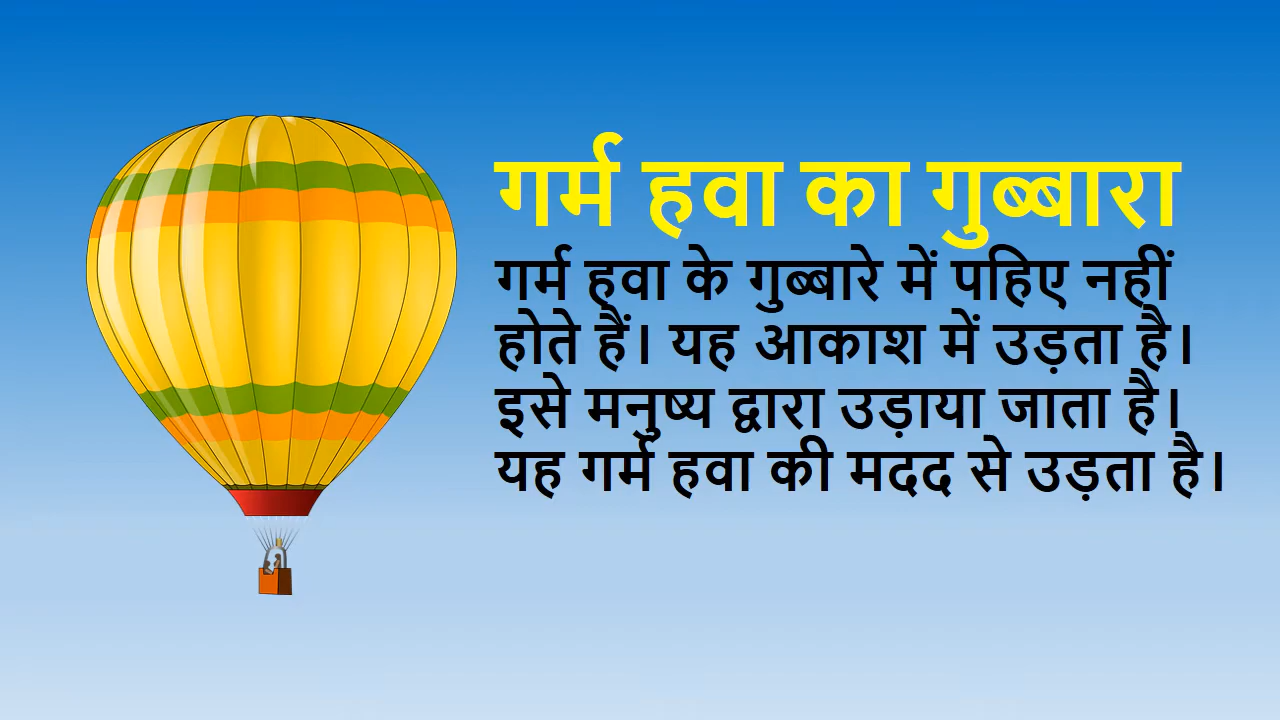 गर्म हवा का गुब्बारा
गर्म हवा के गुब्बारे में पहिए नहीं
होते हैं। यह आकाश में उड़ता है।
इसे मनुष्य द्वारा उड़ाया जाता है।
यह गर्म हवा की मदद से उड़ता है।